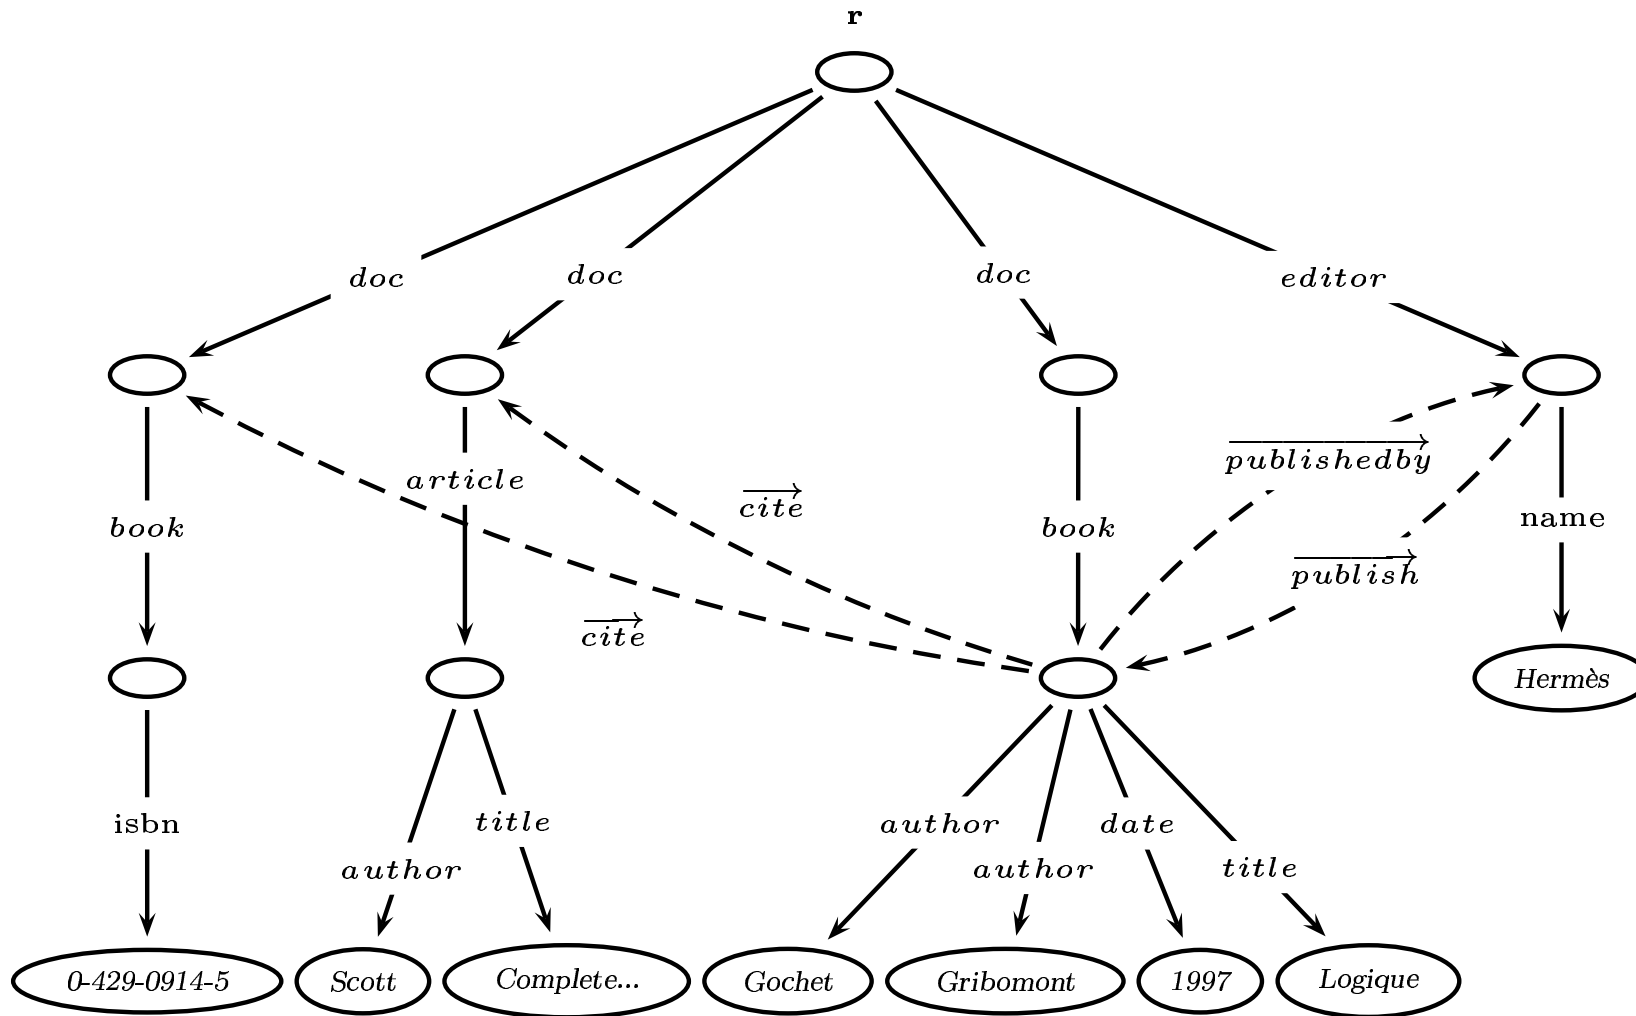 r
doc doc doc editor
publishedby
article
cite
book book name
publish
cite
Hermès
isbn title author date
author author title
0-429-0914-5 Scott Complete... Gochet Gribomont 1997 Logique